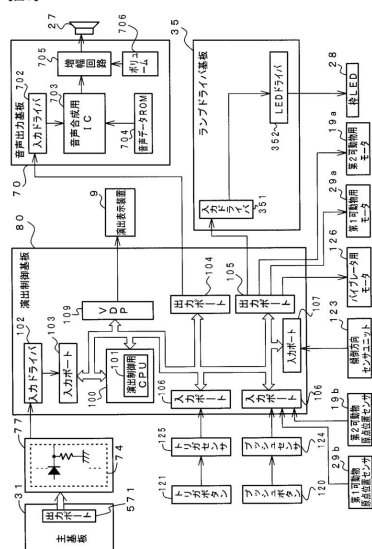 主基板
31
出力ポート
571
77
74
演出制御基板
80
入力ドライバ
102
入力ポート
103
演出制御用
CPU
101
100
VDP
109
演出表示装置
9
音声出力基板
70
入力ドライバ
702
音声合成用
IC
703
音声データROM
704
増幅回路
705
ボリューム
706
27
トリガボタン
121
トリガセンサ
125
入力ポート
106
プッシュボタン
120
プッシュセンサ
124
入力ポート
106
出力ポート
104
出力ポート
105
入力ポート
107
ランプドライバ基板
35
入力ドライバ
351
LEDドライバ
352
枠LED
28
第1可動物
原点位置センサ
29b
第2可動物
原点位置センサ
19b
傾倒方向
センサユニット
123
バイブレータ用
モータ
126
第1可動物用
モータ
29a
第2可動物用
モータ
19a